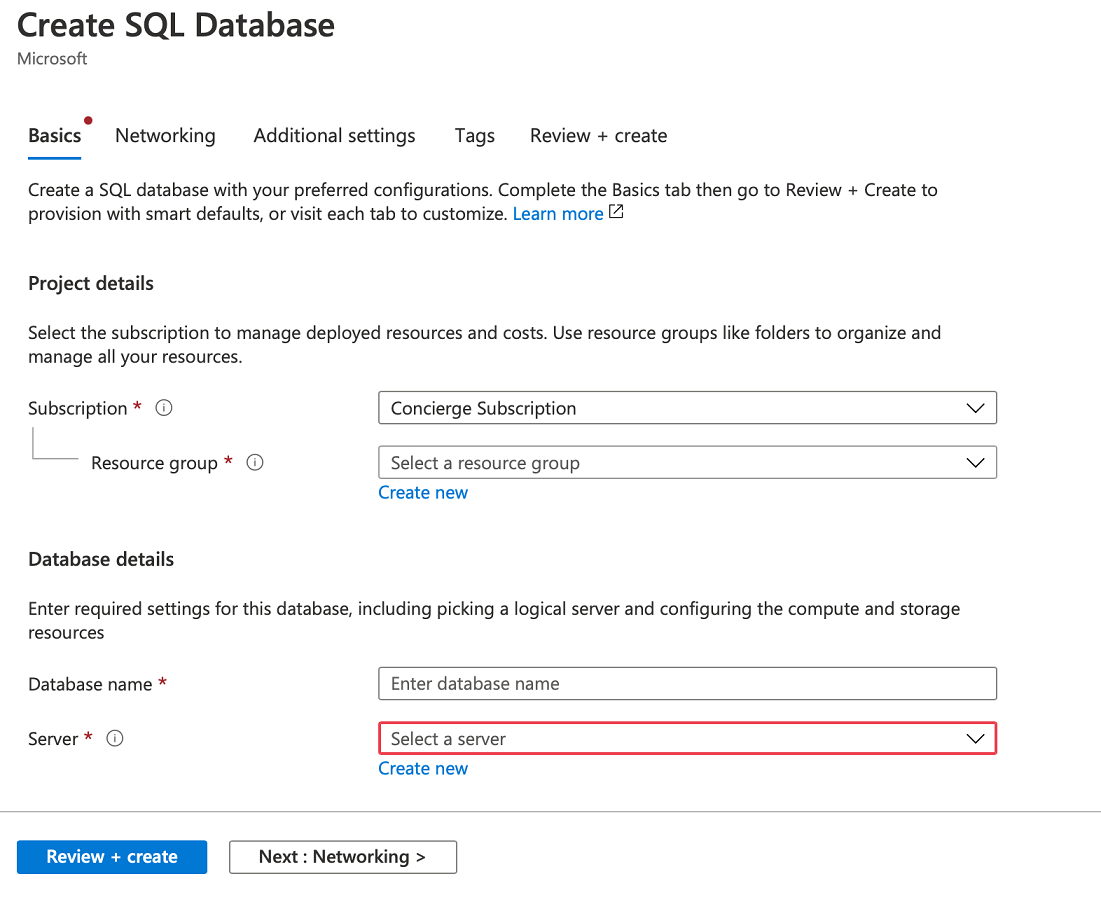 Create SQL Database
Microsoft
Basics Networking Additional settings Tags Review + create
Create a SQL database with your preferred configurations. Complete the Basics tab then go to Review + Create to
provision with smart defaults, or visit each tab to customize. Learn more
Project details
Select the subscription to manage deployed resources and costs. Use resource groups like folders to organize and
manage all your resources.
Subscription * Concierge Subscription
Resource group * Select a resource group
Create new
Database details
Enter required settings for this database, including picking a logical server and configuring the compute and storage
resources
Database name * Enter database name
Server * Select a server
Create new
Review + create Next : Networking >